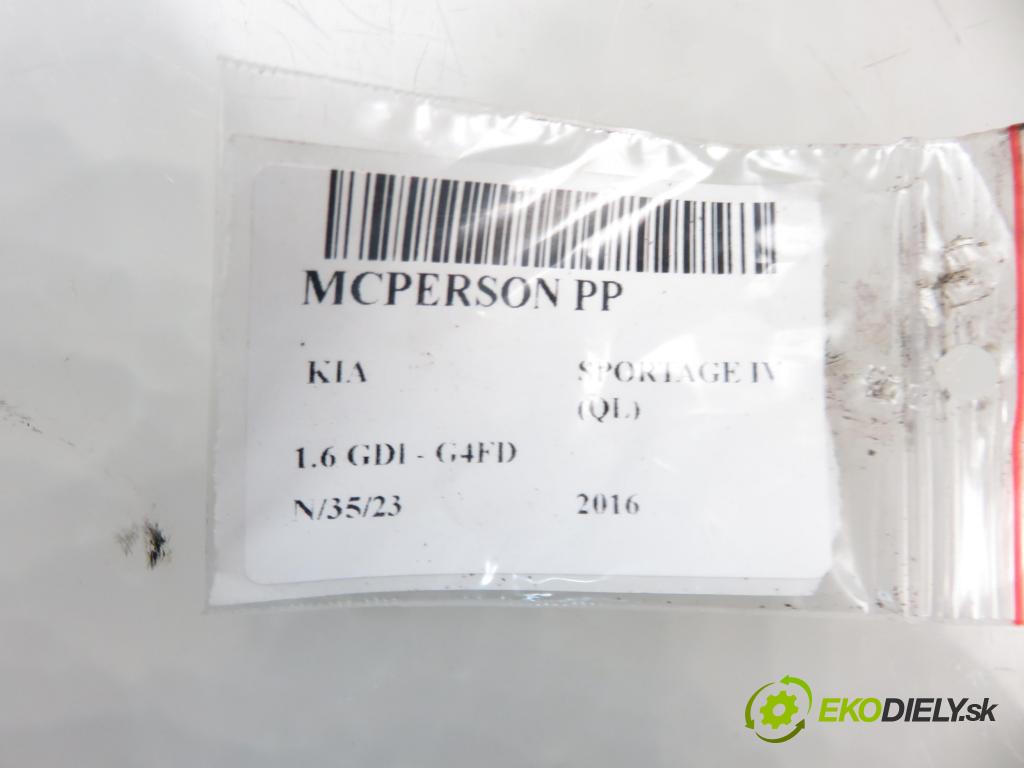 MCPERSON PP
KIA SPORTAGE IV
(QL)
1.6 GDI - G4FD
N/35/23 2016
EKODIELY.sk